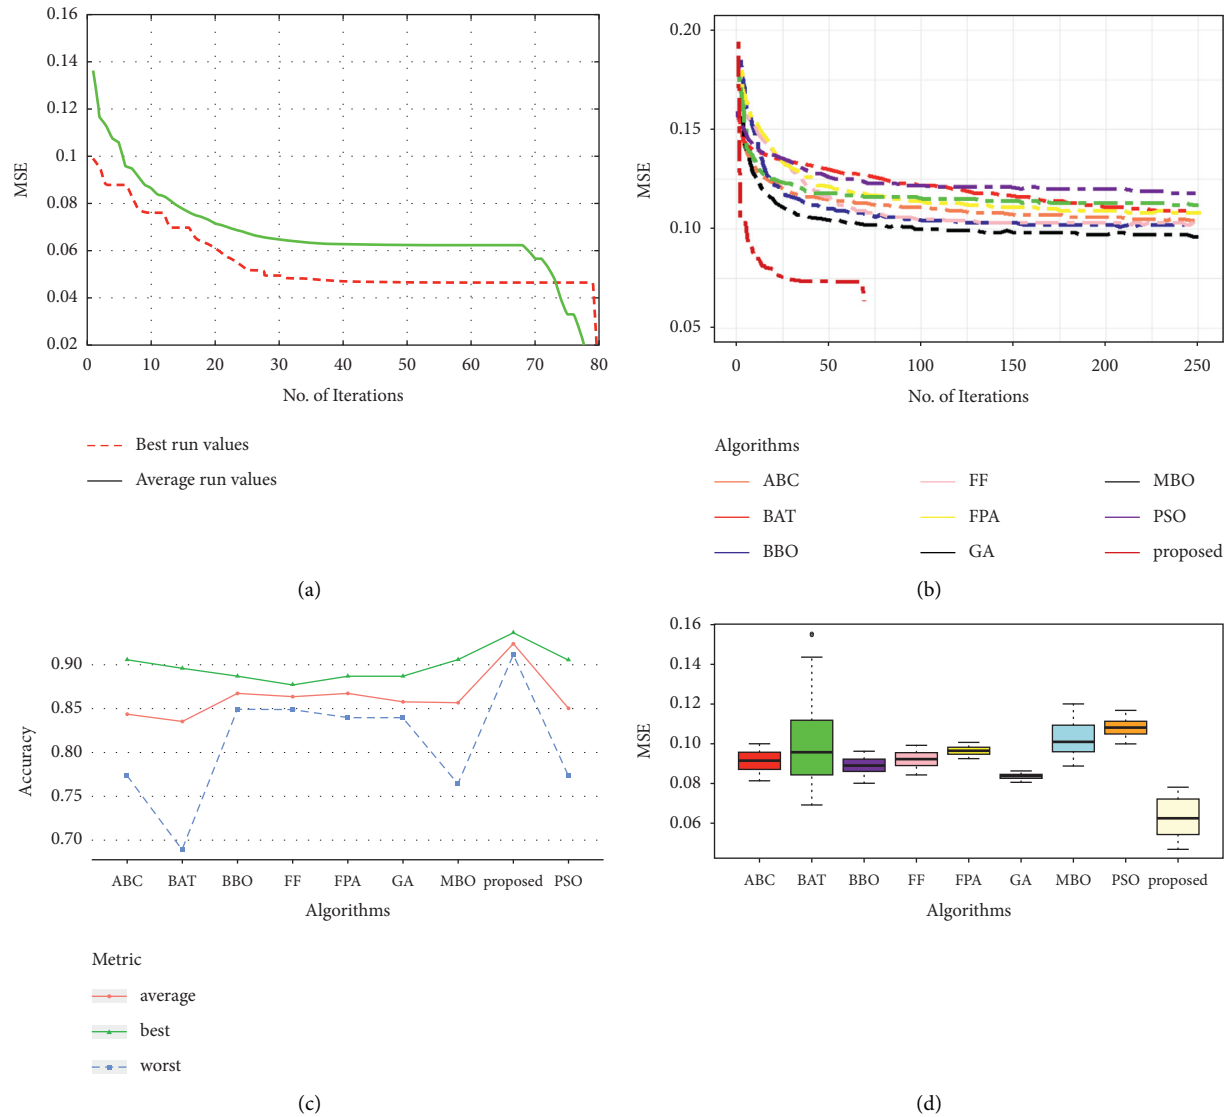 0.16
0.14
0.12
0.1
0.08
0.06
0.04
0.02
MSE
0 10 20 30 40 50 60 70 80
No. of Iterations
Best run values
Average run values
(a)
0.20
0.15
0.10
0.05
MSE
0 50 100 150 200 250
No. of Iterations
Algorithms
ABC FF MBO
BAT FPA PSO
BBO GA proposed
(b)
0.90
0.85
0.80
0.75
0.70
Accuracy
ABC BAT BBO FF FPA GA MBO proposed PSO
Algorithms
Metric
average
best
worst
(c)
0.16
0.14
0.12
0.10
0.08
0.06
MSE
ABC BAT BBO FF FPA GA MBO PSO proposed
Algorithms
(d)